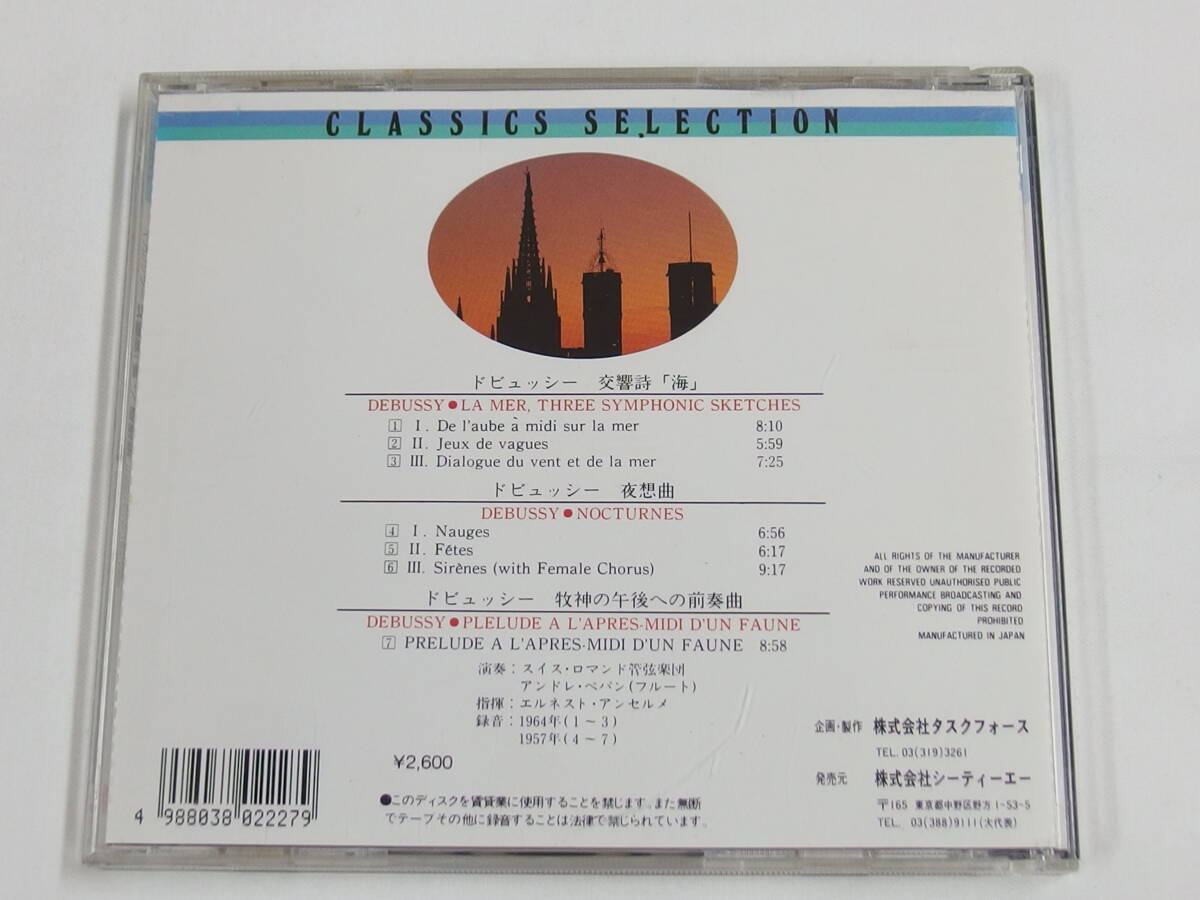 CLASSICS SELECTION
ドビュッシー 交響詩「海」
DEBUSSY●LA MER, THREE SYMPHONIC SKETCHES
1 I. De l'aube à midi sur la mer 8:10
2 II. Jeux de vagues 5:59
3 III. Dialogue du vent et de la mer 7:25
ドビュッシー 夜想曲
DEBUSSY●NOCTURNES
4 I. Nauges 6:56
5 II. Fétes 6:17
6 III. Sirènes (with Female Chorus) 9:17
ドビュッシー 牧神の午後への前奏曲
DEBUSSY●PLELUDE A L'APRES-MIDI D'UN FAUNE
7 PRELUDE A L'APRES-MIDI D'UN FAUNE 8:58
演奏：スイス・ロマンド管弦楽団
アンドレ・ペパン(フルート)
指揮：エルネスト・アンセルメ
録音：1964年(1～3)
1957年(4～7)
¥2,600
●このディスクを賃貸業に使用することを禁じます。また無断
でテープその他に録音することは法律で禁じられています。
4 988038 022279
ALL RIGHTS OF THE MANUFACTURER
AND OF THE OWNER OF THE RECORDED
WORK RESERVED UNAUTHORISED PUBLIC
PERFORMANCE BROADCASTING AND
COPYING OF THIS RECORD
PROHIBITED
MANUFACTURED IN JAPAN
企画・製作 株式会社タスクフォース
TEL. 03(319)3261
発売元 株式会社シーティーエー
〒165 東京都中野区野方1-53-5
TEL. 03(388)9111(大代表)